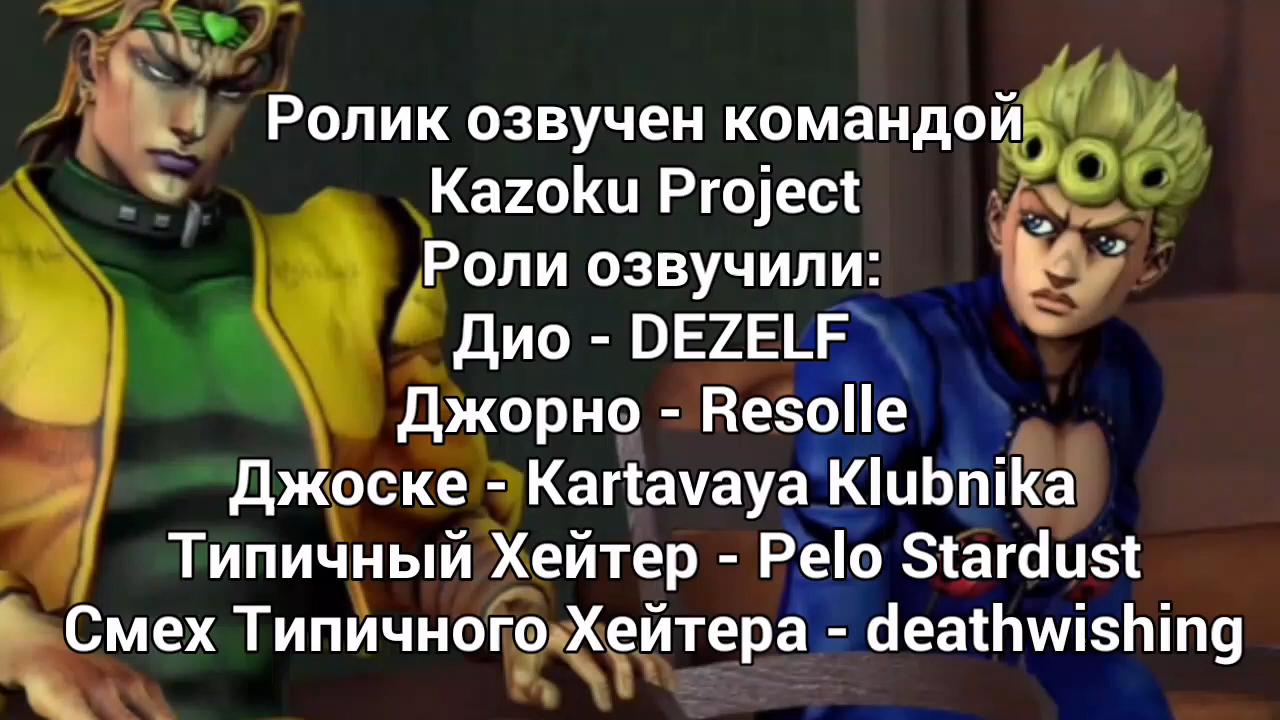 Ролик озвучен командой
Kazoku Project
Роли озвучили:
Дио - DEZELF
Джорно - Resolle
Джоске - Kartavaya Klubnika
Типичный Хейтер - Pelo Stardust
Смех Типичного Хейтера - deathwishing